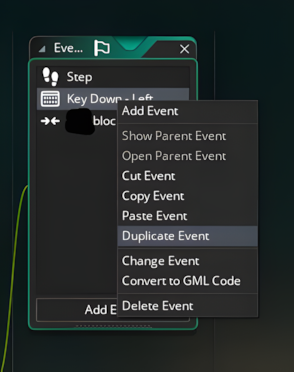 Eve...
Step
Key Down - Left
bloc
Add Event
Show Parent Event
Open Parent Event
Cut Event
Copy Event
Paste Event
Duplicate Event
Change Event
Convert to GML Code
Delete Event
Add E